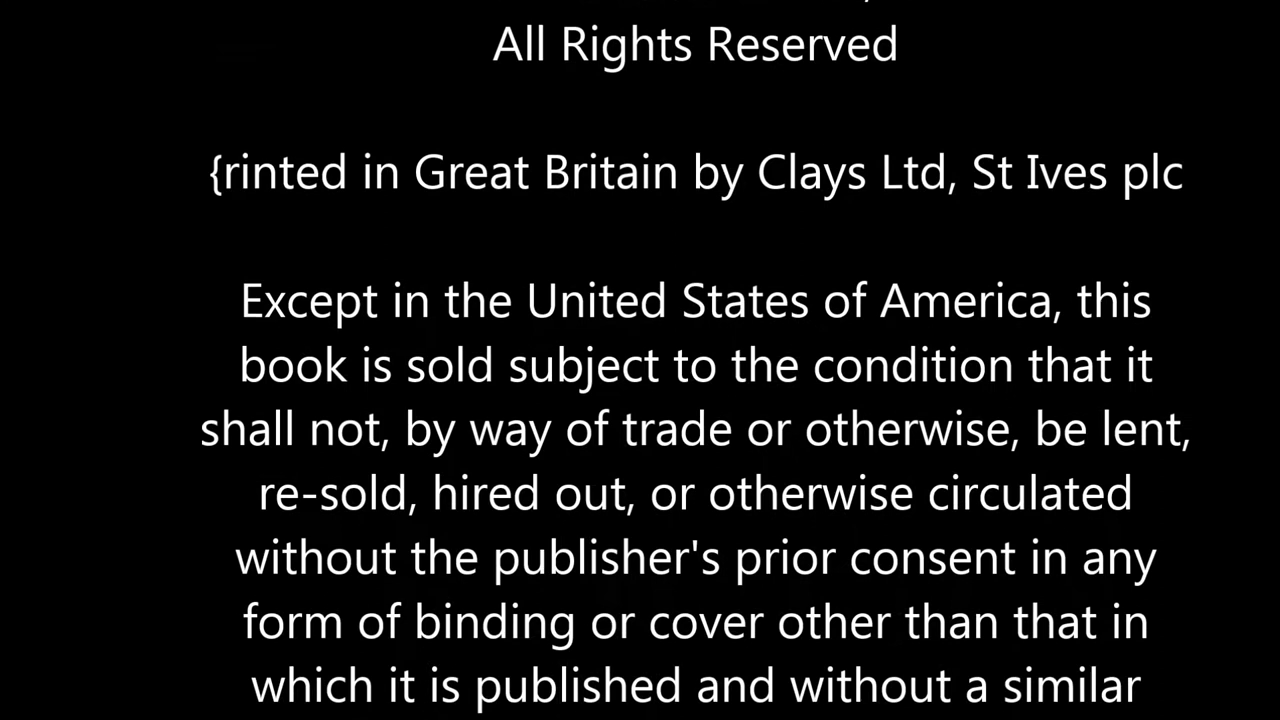 All Rights Reserved
{rinted in Great Britain by Clays Ltd, St Ives plc
Except in the United States of America, this
book is sold subject to the condition that it
shall not, by way of trade or otherwise, be lent,
re-sold, hired out, or otherwise circulated
without the publisher's prior consent in any
form of binding or cover other than that in
which it is published and without a similar